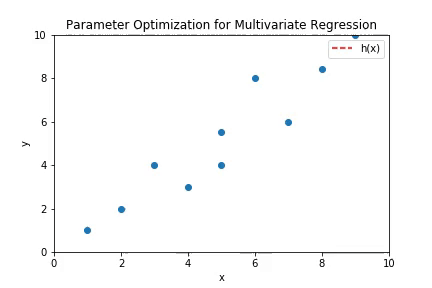 Parameter Optimization for Multivariate Regression
10
h(x)
8
6
y
4
2
0
0 2 4 6 8 10
x